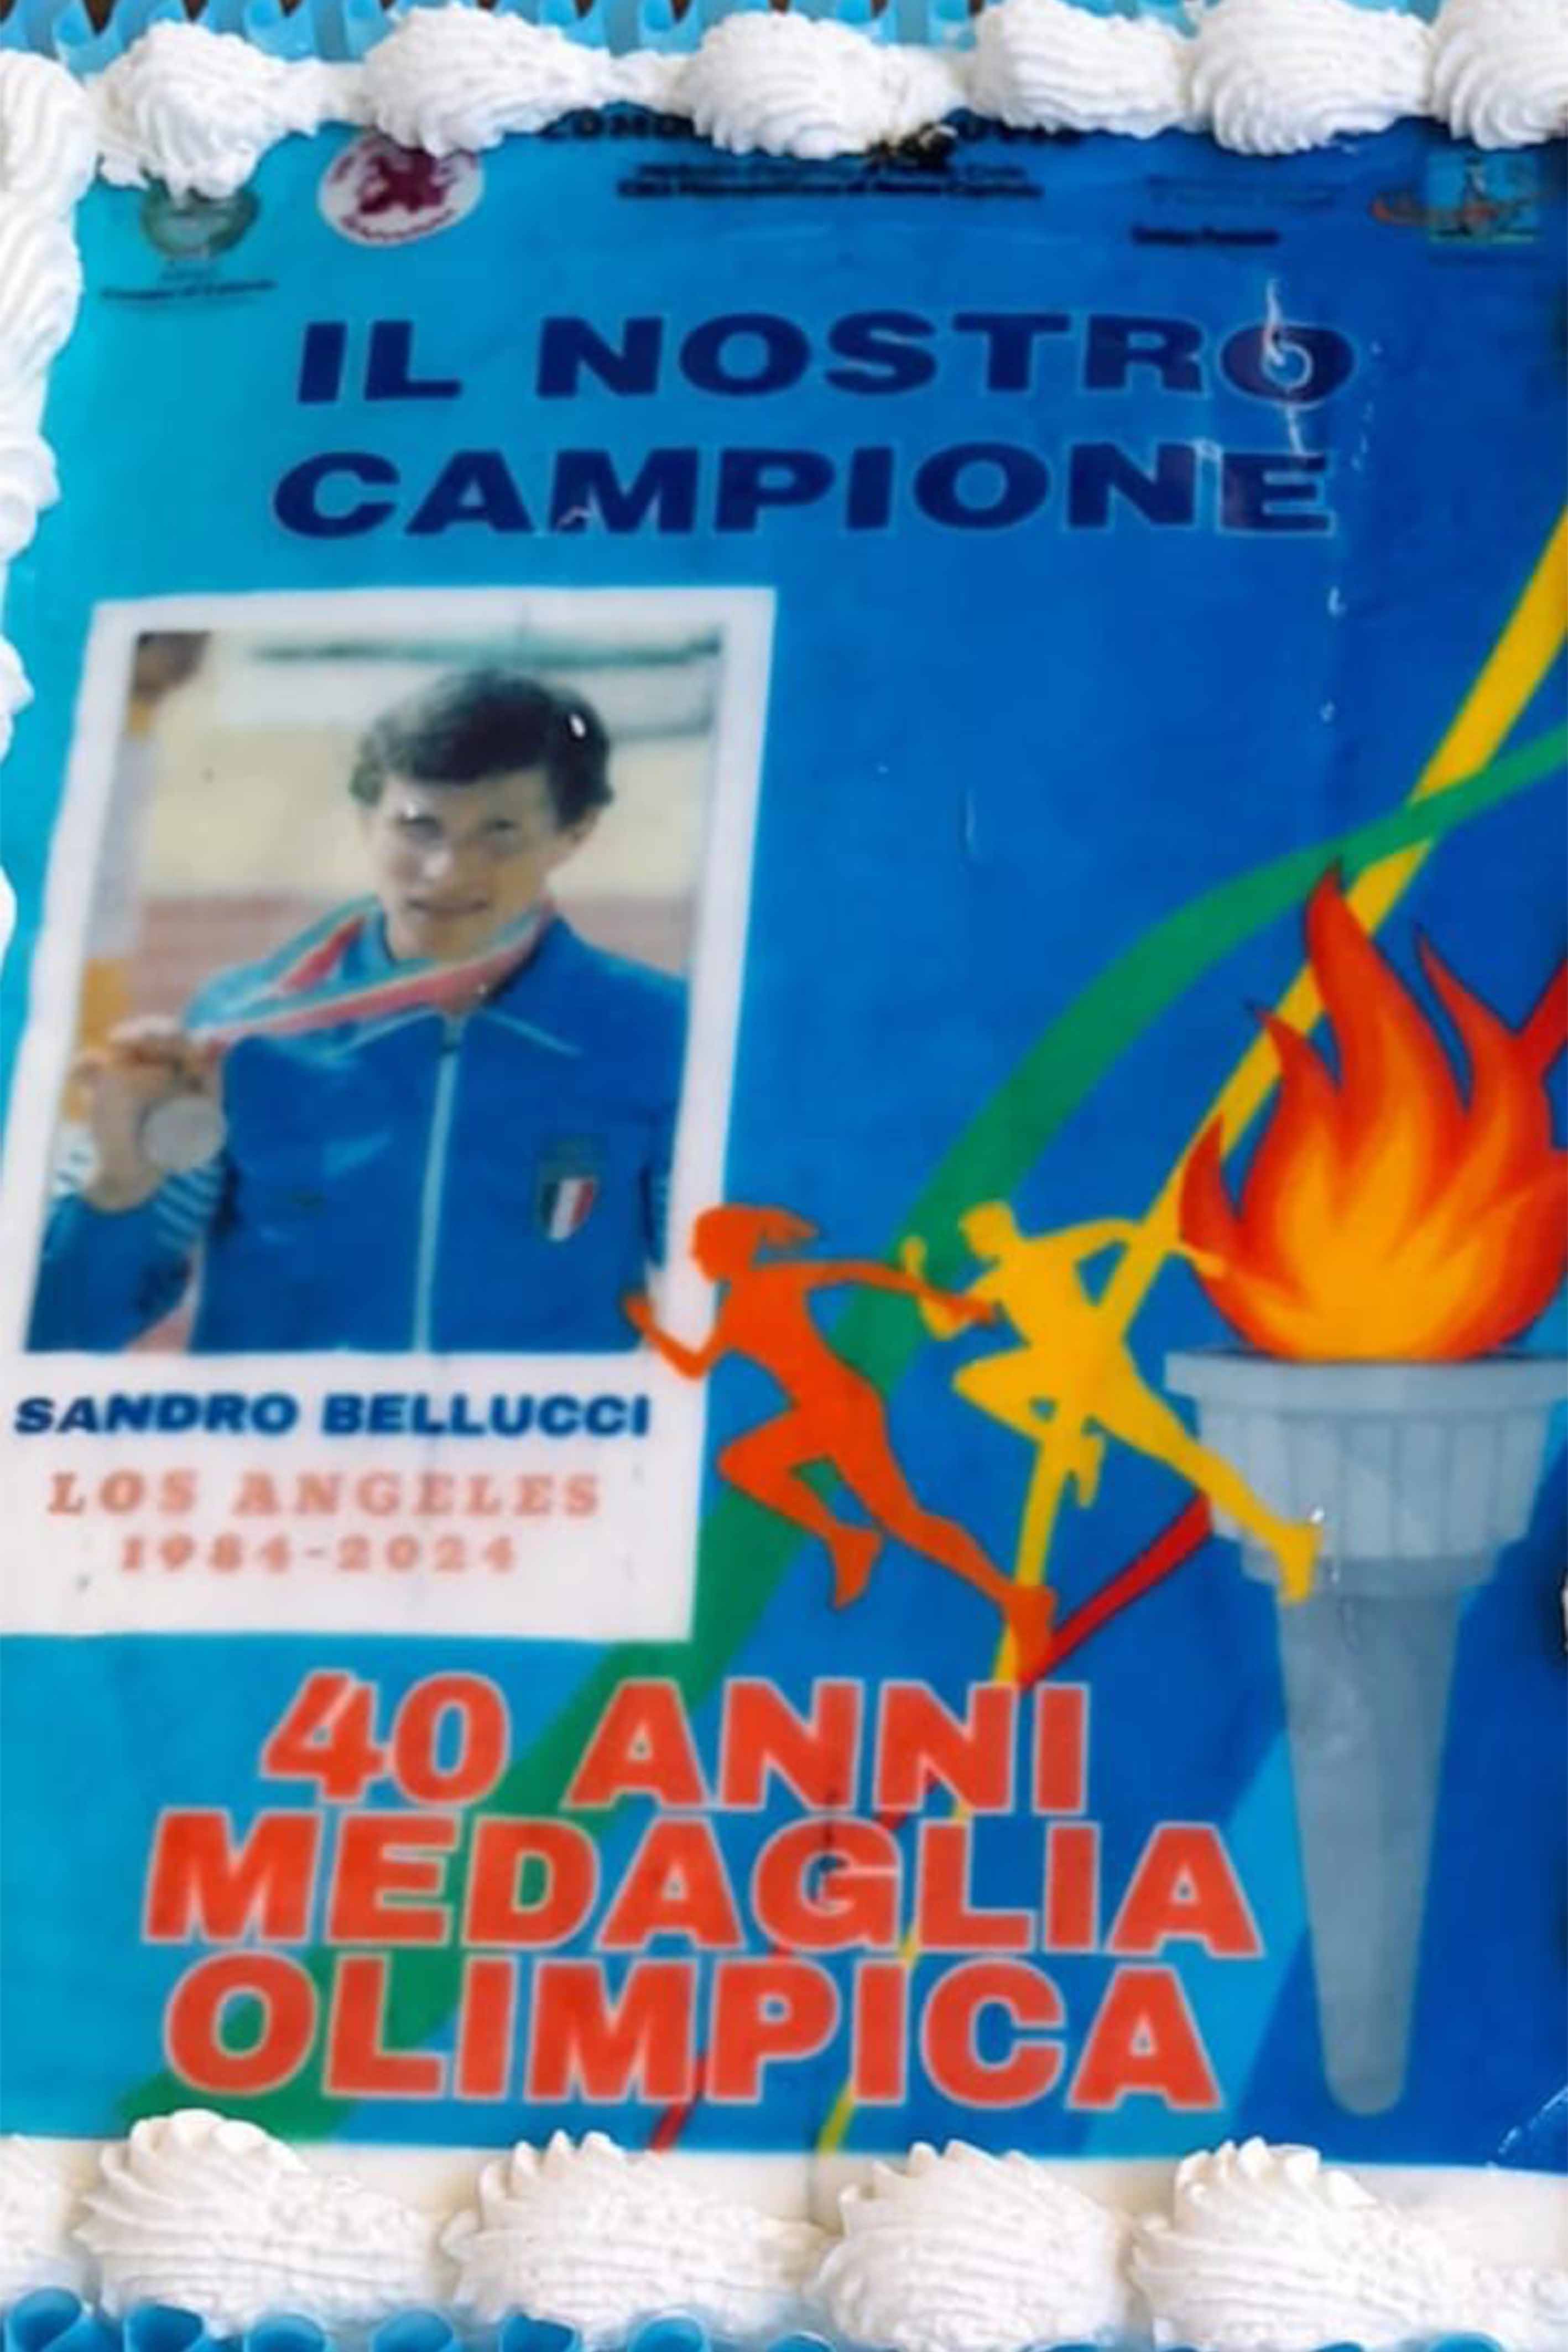 IL NOSTRO
CAMPIONE
SANDRO BELLUCCI
LOS ANGELES
1984-2024
40 ANNI
MEDAGLIA
OLIMPICA